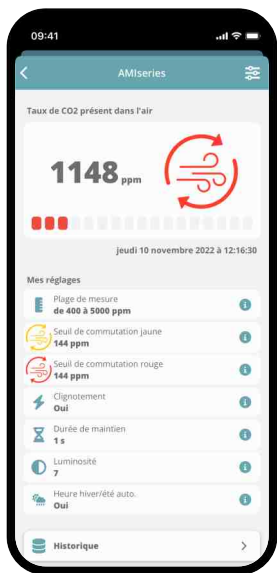 09:41
AMIseries
Taux de CO2 présent dans l'air
1148 ppm
jeudi 10 novembre 2022 à 12:16:30
Mes réglages
Plage de mesure
de 400 à 5000 ppm
Seuil de commutation jaune
144 ppm
Seuil de commutation rouge
144 ppm
Clignotement
Oui
Durée de maintien
1 s
Luminosité
7
Heure hiver/été auto.
Oui
Historique